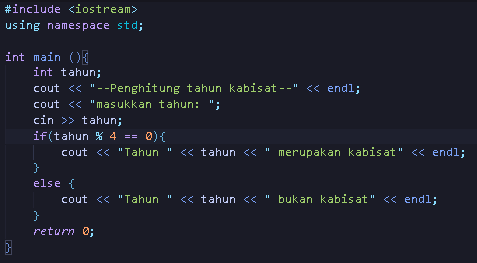 #include <iostream>
using namespace std;
int main (){
int tahun;
cout << "--Penghitung tahun kabisat--" << endl;
cout << "masukkan tahun: ";
cin >> tahun;
if(tahun % 4 == 0){
cout << "Tahun " << tahun << " merupakan kabisat" << endl;
}
else {
cout << "Tahun " << tahun << " bukan kabisat" << endl;
}
return 0;
}